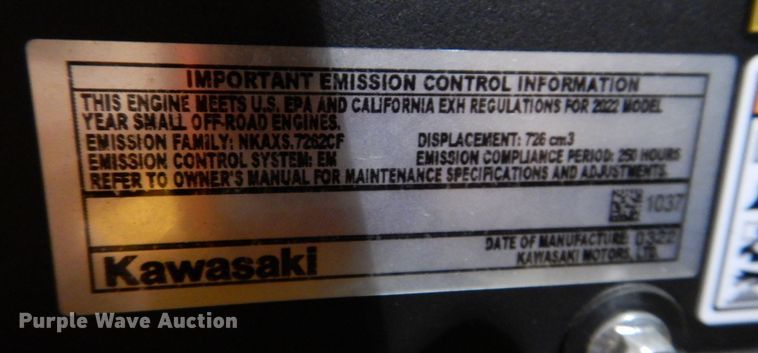 IMPORTANT EMISSION CONTROL INFORMATION
THIS ENGINE MEETS U.S. EPA AND CALIFORNIA EXH REGULATIONS FOR 2022 MODEL
YEAR SMALL OFF-ROAD ENGINES.
EMISSION FAMILY: NKAXS.7262CF DISPLACEMENT: 726 cm3
EMISSION CONTROL SYSTEM: EM EMISSION COMPLIANCE PERIOD: 250 HOURS
REFER TO OWNER'S MANUAL FOR MAINTENANCE SPECIFICATIONS AND ADJUSTMENTS.
1037
DATE OF MANUFACTURE 0322
Kawasaki KAWASAKI MOTORS, LTD.
Purple Wave Auction